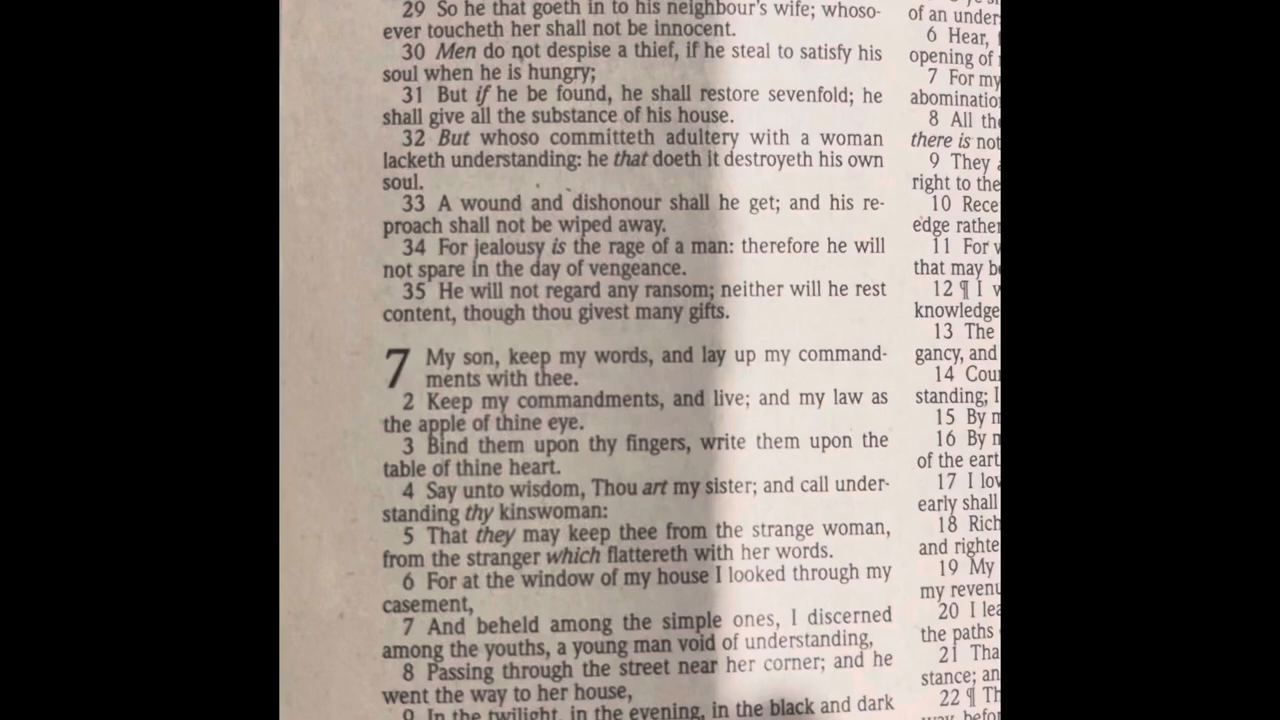 29 So he that goeth in to his neighbour's wife; whoso-
ever toucheth her shall not be innocent.
30 Men do not despise a thief, if he steal to satisfy his
soul when he is hungry;
31 But if he be found, he shall restore sevenfold; he
shall give all the substance of his house.
32 But whoso committeth adultery with a woman
lacketh understanding: he that doeth it destroyeth his own
soul.
33 A wound and dishonour shall he get; and his re-
proach shall not be wiped away.
34 For jealousy is the rage of a man: therefore he will
not spare in the day of vengeance.
35 He will not regard any ransom; neither will he rest
content, though thou givest many gifts.
7 My son, keep my words, and lay up my command-
ments with thee.
2 Keep my commandments, and live; and my law as
the apple of thine eye.
3 Bind them upon thy fingers, write them upon the
table of thine heart.
4 Say unto wisdom, Thou art my sister; and call under-
standing thy kinswoman:
5 That they may keep thee from the strange woman,
from the stranger which flattereth with her words.
6 For at the window of my house I looked through my
casement,
7 And beheld among the simple ones, I discerned
among the youths, a young man void of understanding,
8 Passing through the street near her corner; and he
went the way to her house,
9 In the twilight, in the evening, in the black and dark
of an under
6 Hear,
opening of
7 For my
abominatio
8 All the
there is not
9 They
right to the
10 Rece
edge rather
11 For
that may b
12 ¶ I
knowledge
13 The
gancy, and
14 Coun
standing; I
15 By
16 By
of the eart
17 I lov
early shall
18 Rich
and righte
19 My
my revenu
20 I lea
the paths
21 Tha
stance; an
22 ¶ Th
way, befor